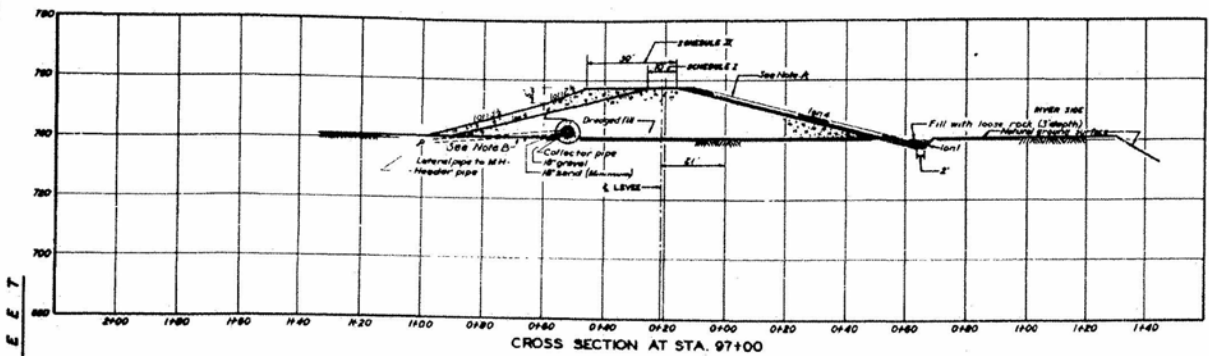 780
760
740
720
700
680
SCHEDULE II
30'
10'
SCHEDULE I
See Note A
1 on 4
RIVER SIDE
Fill with loose rock (3' depth)
Natural ground surface
1 on 1
2'
Dredged fill
See Note B
Lateral pipe to M.H.
Header pipe
Collector pipe
18" gravel
18" sand (Minimum)
21'
℄ LEVEE
2+00 1+80 1+60 1+40 1+20 1+00 0+80 0+60 0+40 0+20 0+00 0+20 0+40 0+60 0+80 1+00 1+20 1+40
CROSS SECTION AT STA. 97+00
E E T